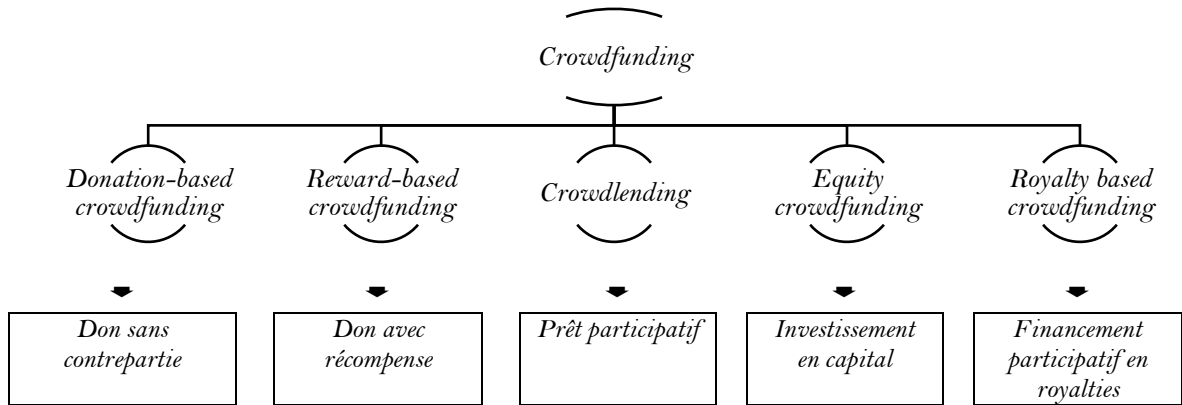 Crowdfunding
Donation-based
crowdfunding
Reward-based
crowdfunding
Crowdlending
Equity
crowdfunding
Royalty based
crowdfunding
Don sans
contrepartie
Don avec
récompense
Prêt participatif
Investissement
en capital
Financement
participatif en
royalties